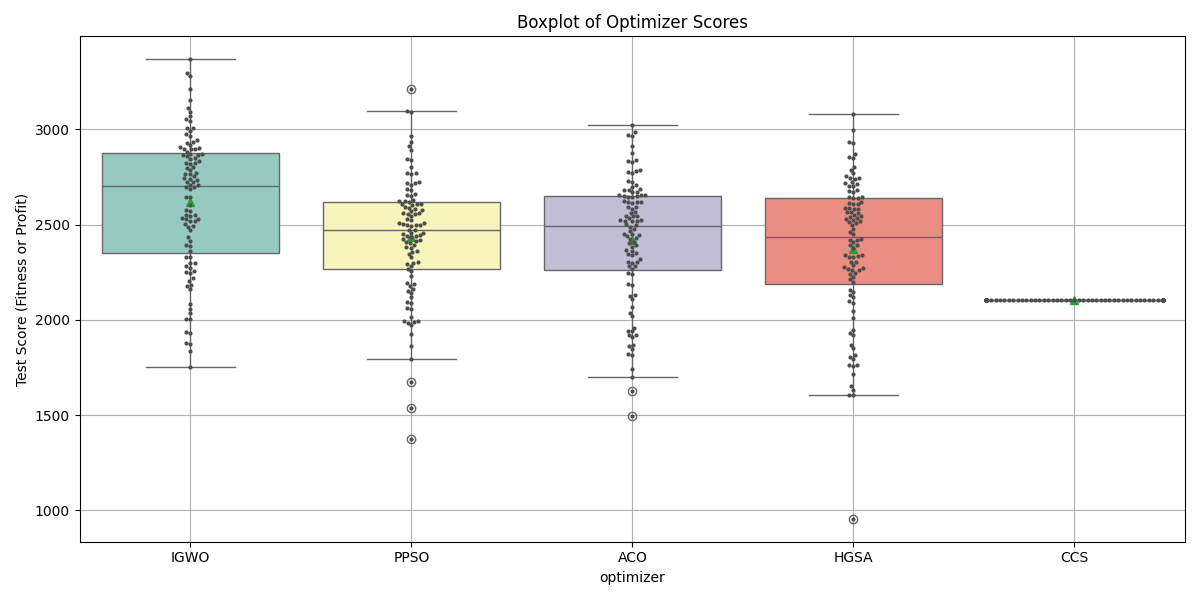 Boxplot of Optimizer Scores
Test Score (Fitness or Profit)
3000
2500
2000
1500
1000
IGWO PPSO ACO HGSA CCS
optimizer